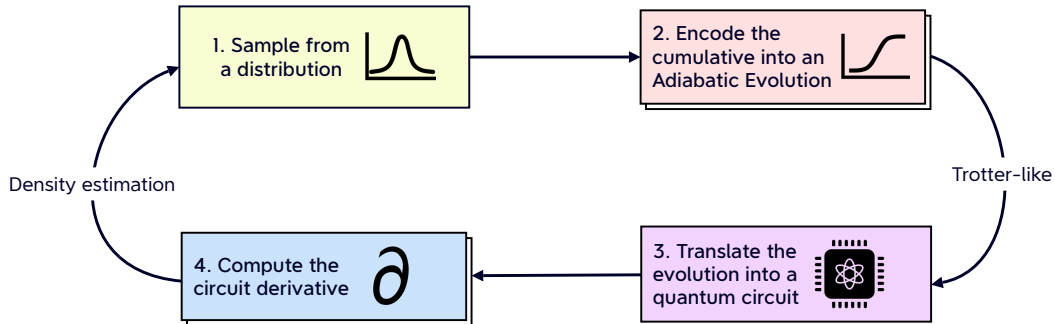 1. Sample from
a distribution
2. Encode the
cumulative into an
Adiabatic Evolution
Trotter-like
3. Translate the
evolution into a
quantum circuit
4. Compute the
circuit derivative
∂
Density estimation